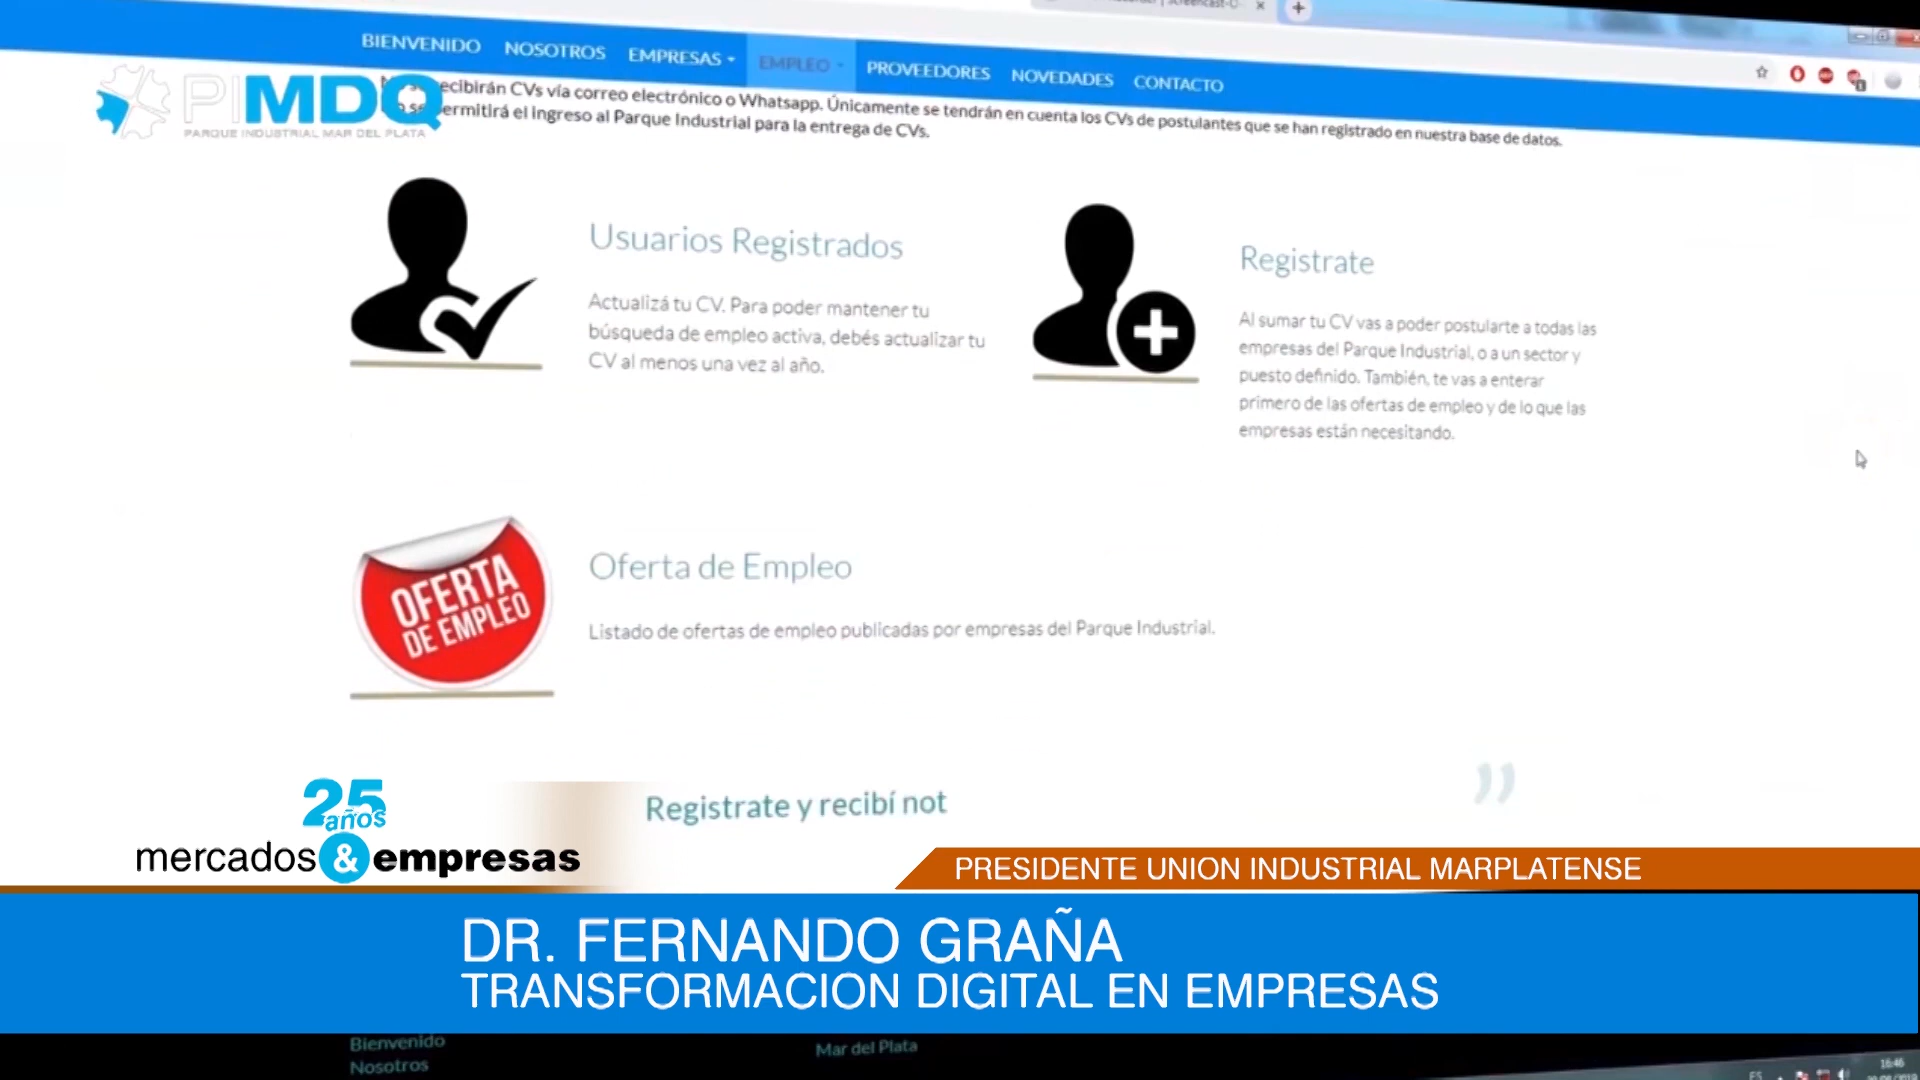 BIENVENIDO NOSOTROS EMPRESAS EMPLEO PROVEEDORES NOVEDADES CONTACTO
PIMDQ
PARQUE INDUSTRIAL MAR DEL PLATA
ecibirán CVs vía correo electrónico o Whatsapp. Únicamente se tendrán en cuenta los CVs de postulantes que se han registrado en nuestra base de datos.
se ermitirá el ingreso al Parque Industrial para la entrega de CVs.
Usuarios Registrados
Actualizá tu CV. Para poder mantener tu
búsqueda de empleo activa, debés actualizar tu
CV al menos una vez al año.
Registrate
Al sumar tu CV vas a poder postularte a todas las
empresas del Parque Industrial, o a un sector y
puesto definido. También, te vas a enterar
primero de las ofertas de empleo y de lo que las
empresas están necesitando.
OFERTA
DE EMPLEO
Oferta de Empleo
Listado de ofertas de empleo publicadas por empresas del Parque Industrial.
Registrate y recibí not
”
25
años
mercados&empresas
PRESIDENTE UNION INDUSTRIAL MARPLATENSE
DR. FERNANDO GRAÑA
TRANSFORMACION DIGITAL EN EMPRESAS
Bienvenido
Nosotros
Mar del Plata
ES
16:46